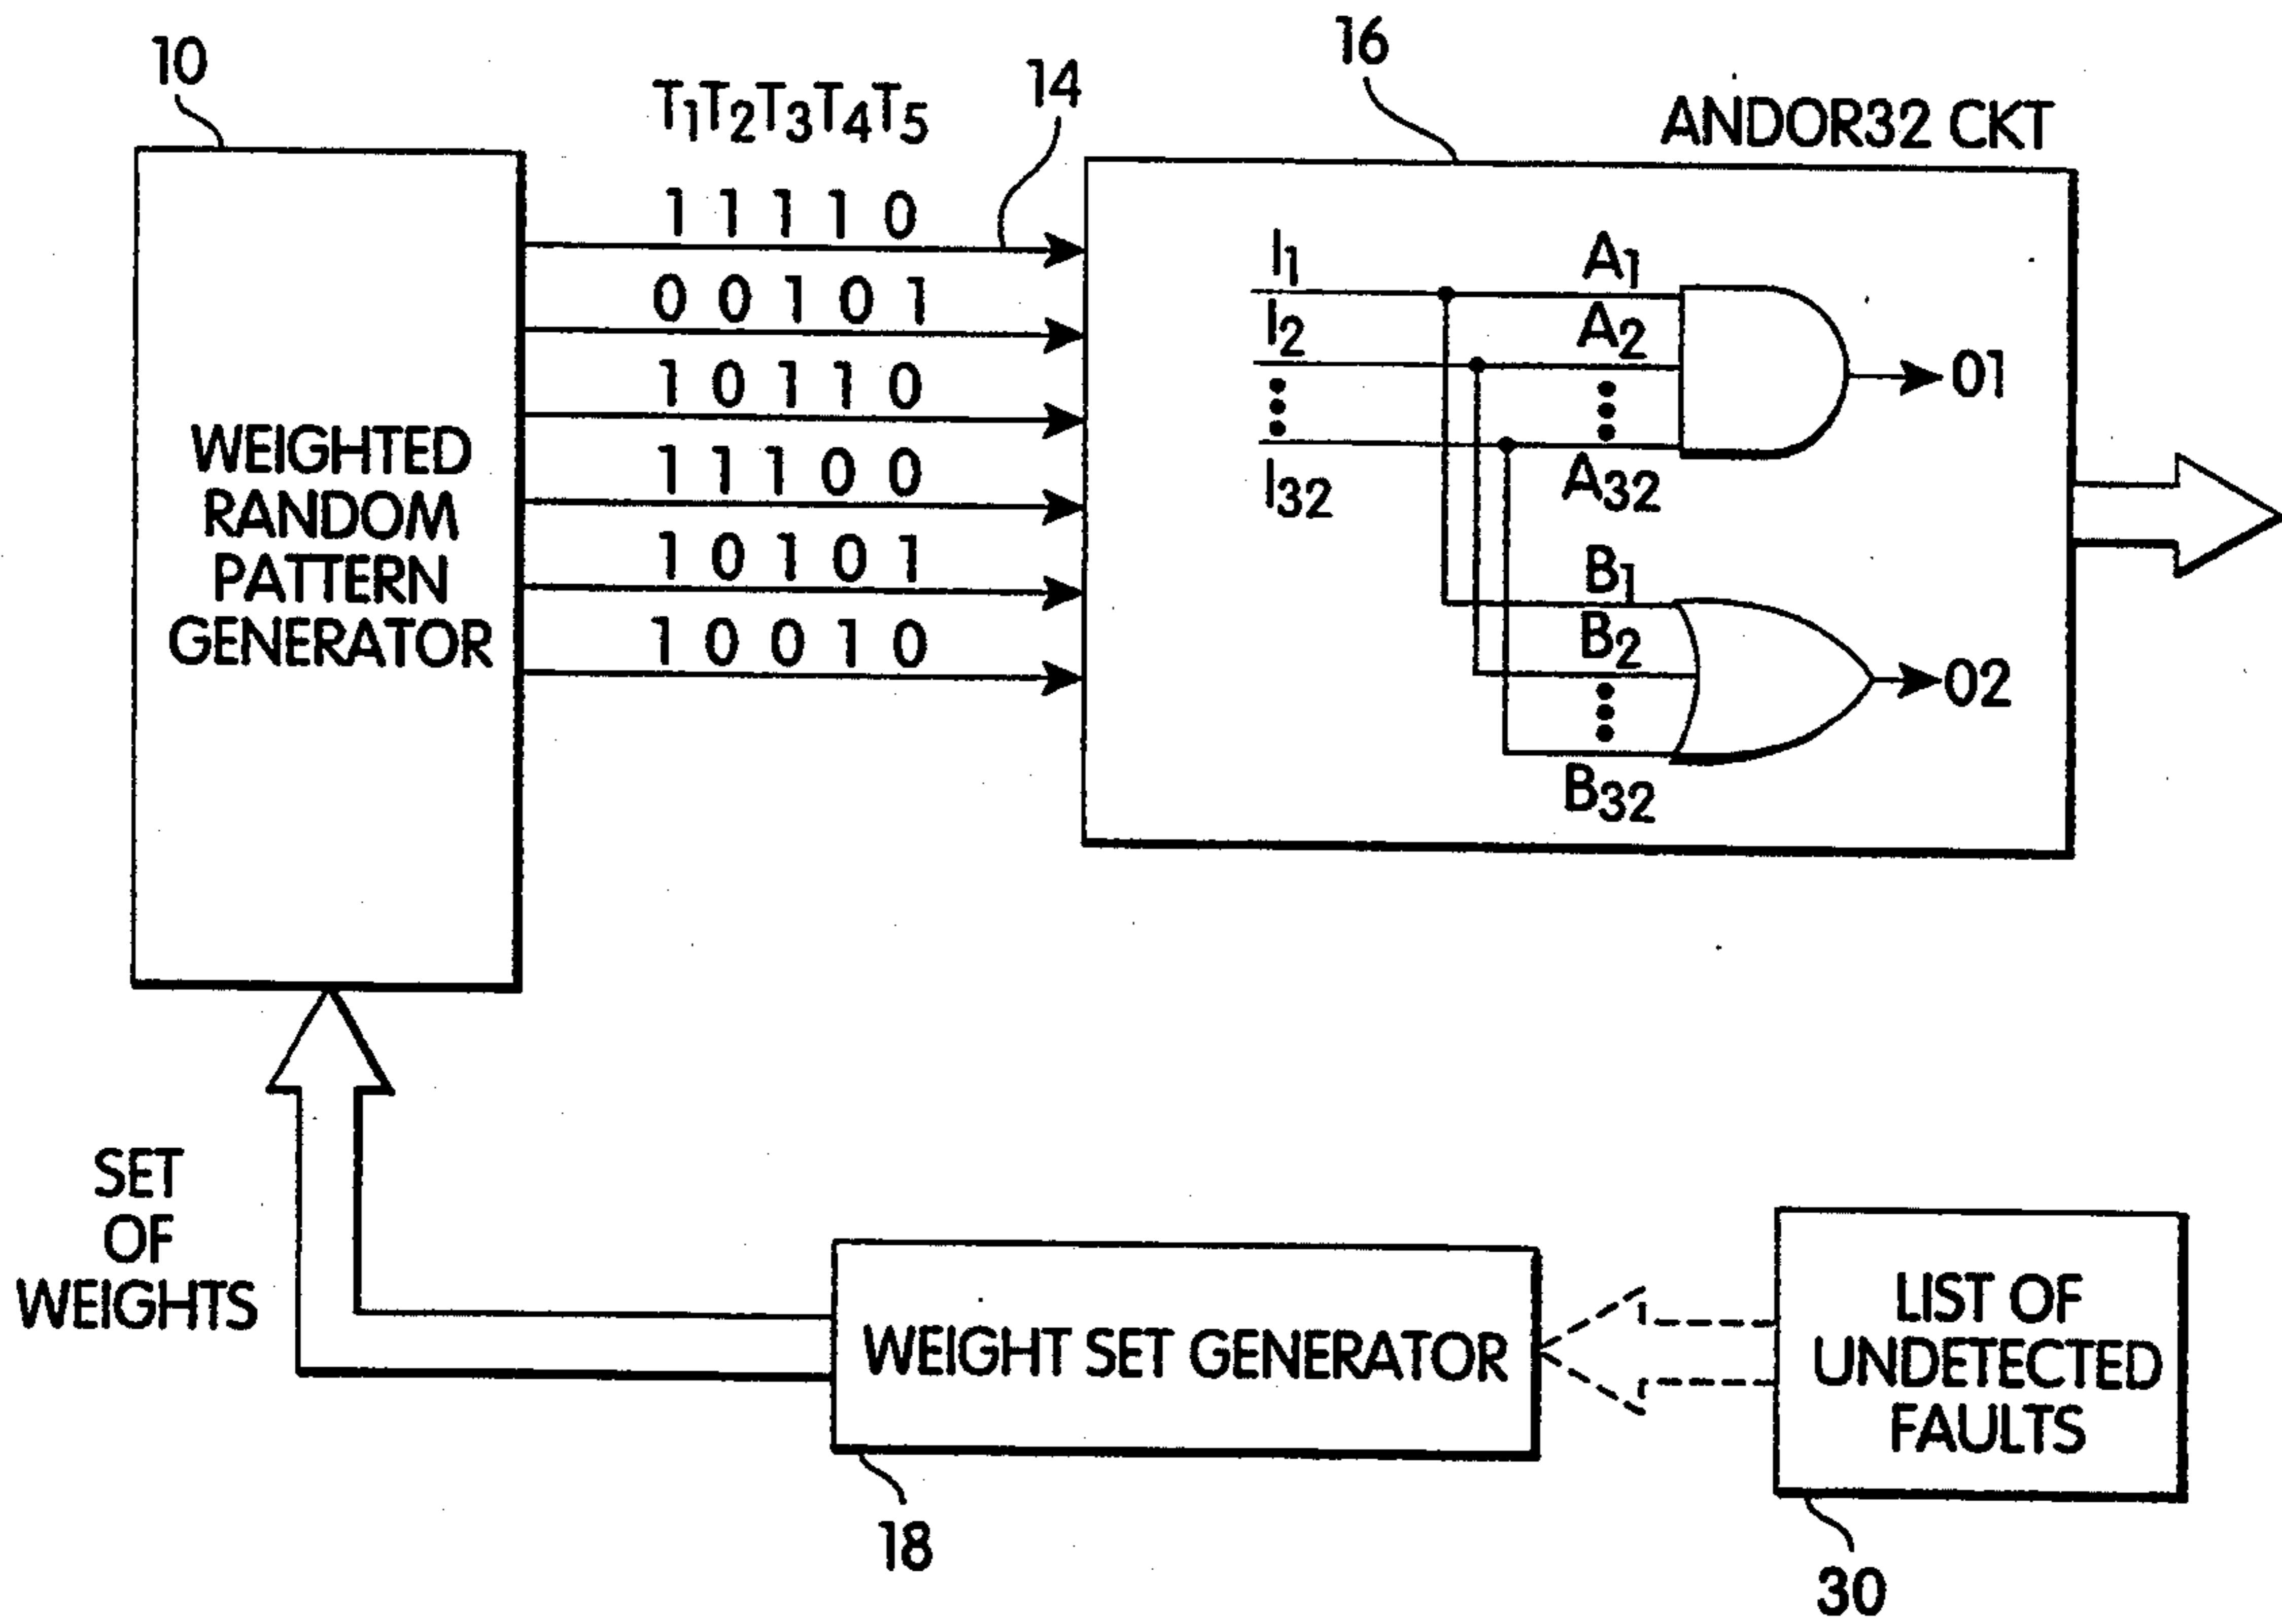 10
T1T2T3T4T5
14
16
ANDOR32 CKT
1 1 1 1 0
0 0 1 0 1
1 0 1 1 0
1 1 1 0 0
1 0 1 0 1
1 0 0 1 0
WEIGHTED
RANDOM
PATTERN
GENERATOR
I1
I2
I32
A1
A2
A32
01
B1
B2
B32
02
SET
OF
WEIGHTS
WEIGHT SET GENERATOR
18
LIST OF
UNDETECTED
FAULTS
30